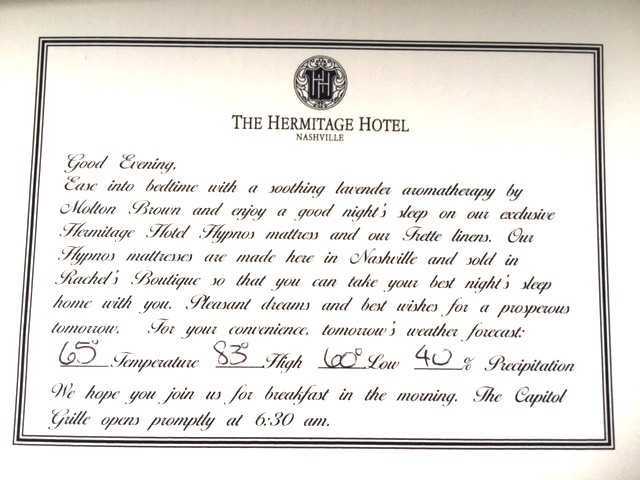 THE HERMITAGE HOTEL
NASHVILLE
Good Evening,
Ease into bedtime with a soothing lavender aromatherapy by
Molton Brown and enjoy a good night's sleep on our exclusive
Hermitage Hotel Hypnos mattress and our Frette linens. Our
Hypnos mattresses are made here in Nashville and sold in
Rachel's Boutique so that you can take your best night's sleep
home with you. Pleasant dreams and best wishes for a prosperous
tomorrow. For your convenience, tomorrow's weather forecast:
65° Temperature 83° High 60° Low 40 % Precipitation
We hope you join us for breakfast in the morning. The Capitol
Grille opens promptly at 6:30 am.